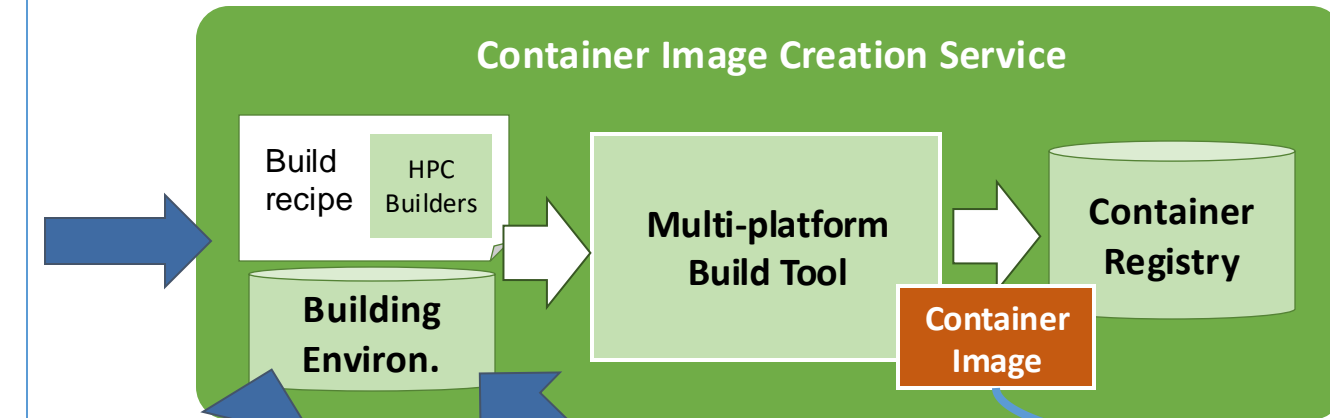 Container Image Creation Service
Build
recipe
HPC
Builders
Building
Environ.
Multi-platform
Build Tool
Container
Image
Container
Registry